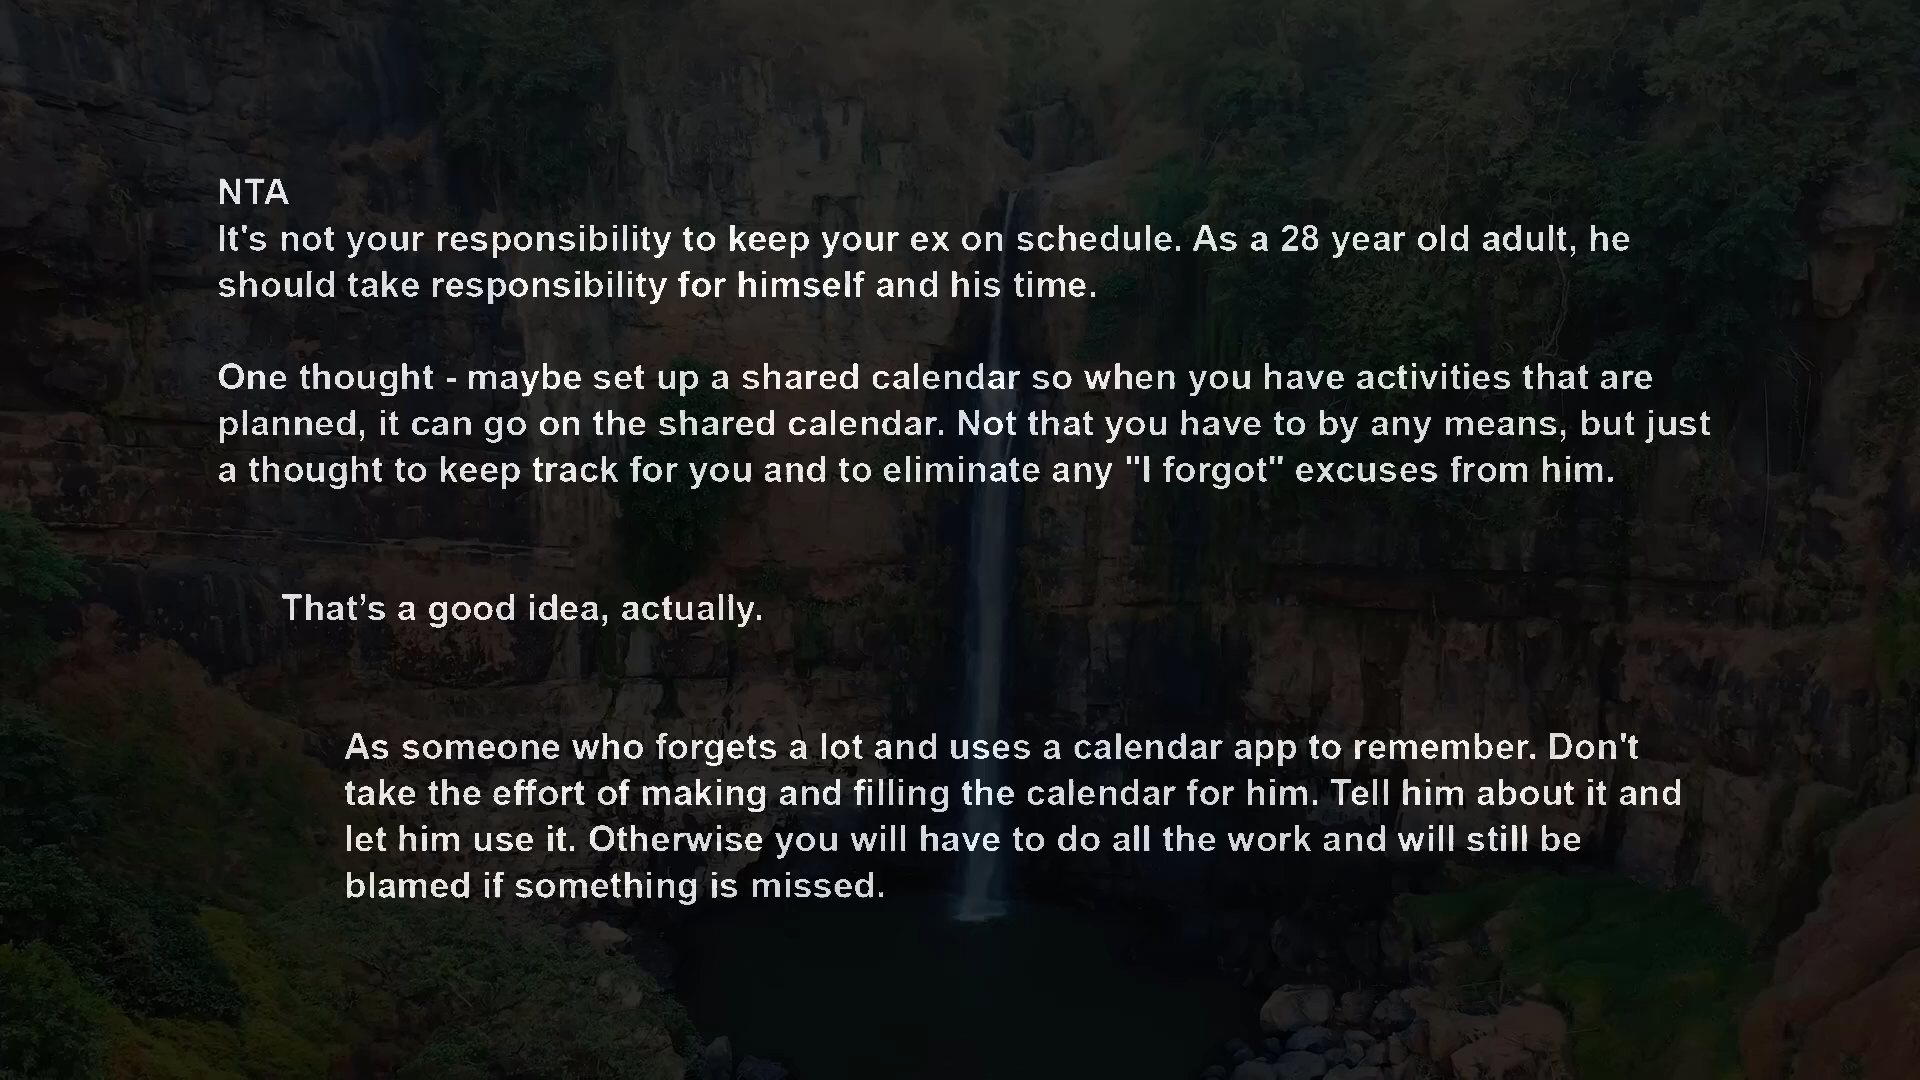 NTA
It's not your responsibility to keep your ex on schedule. As a 28 year old adult, he
should take responsibility for himself and his time.
One thought - maybe set up a shared calendar so when you have activities that are
planned, it can go on the shared calendar. Not that you have to by any means, but just
a thought to keep track for you and to eliminate any "I forgot" excuses from him.
That’s a good idea, actually.
As someone who forgets a lot and uses a calendar app to remember. Don't
take the effort of making and filling the calendar for him. Tell him about it and
let him use it. Otherwise you will have to do all the work and will still be
blamed if something is missed.